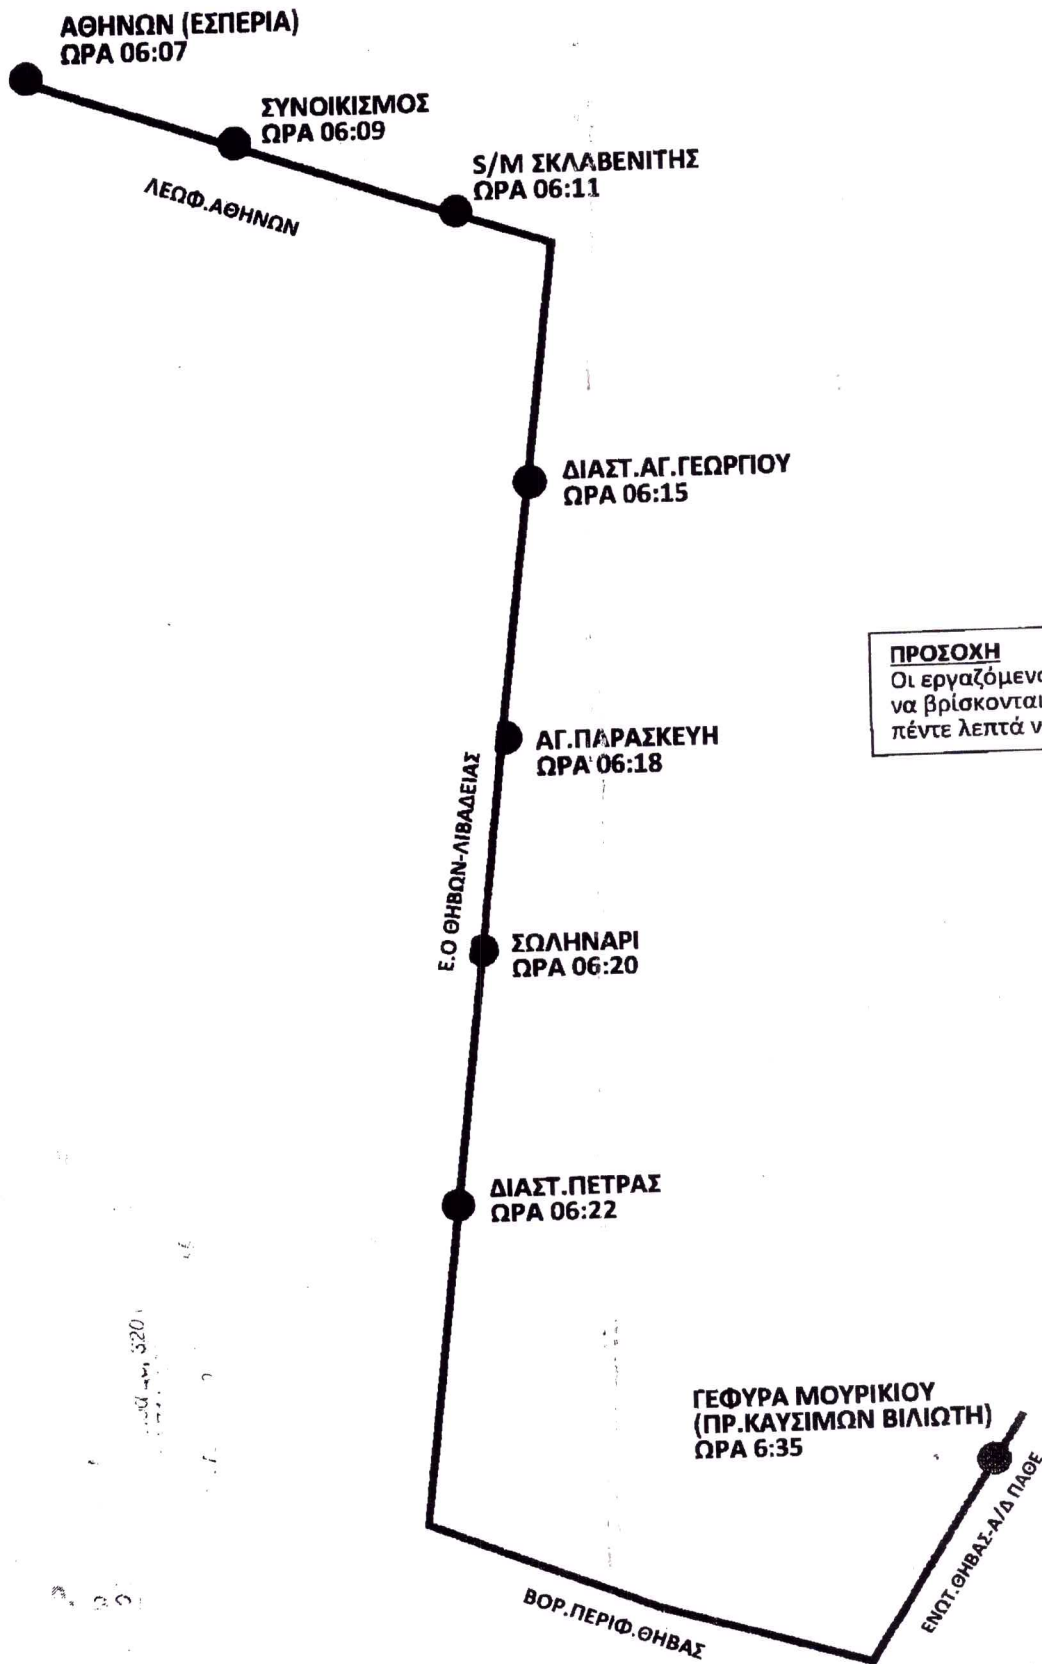 ΑΘΗΝΩΝ (ΕΣΠΕΡΙΑ)
ΩΡΑ 06:07
ΣΥΝΟΙΚΙΣΜΟΣ
ΩΡΑ 06:09
S/M ΣΚΛΑΒΕΝΙΤΗΣ
ΩΡΑ 06:11
ΛΕΩΦ.ΑΘΗΝΩΝ
ΔΙΑΣΤ.ΑΓ.ΓΕΩΡΓΙΟΥ
ΩΡΑ 06:15
ΠΡΟΣΟΧΗ
Οι εργαζόμενο
να βρίσκονται
πέντε λεπτά ν
ΑΓ.ΠΑΡΑΣΚΕΥΗ
ΩΡΑ 06:18
Ε.Ο ΘΗΒΩΝ-ΛΙΒΑΔΕΙΑΣ
ΣΩΛΗΝΑΡΙ
ΩΡΑ 06:20
ΔΙΑΣΤ.ΠΕΤΡΑΣ
ΩΡΑ 06:22
ΓΕΦΥΡΑ ΜΟΥΡΙΚΙΟΥ
(ΠΡ.ΚΑΥΣΙΜΩΝ ΒΙΛΙΩΤΗ)
ΩΡΑ 6:35
ΕΝΩΤ.ΘΗΒΑΣ-Α/Δ ΠΑΘΕ
ΒΟΡ.ΠΕΡΙΦ.ΘΗΒΑΣ